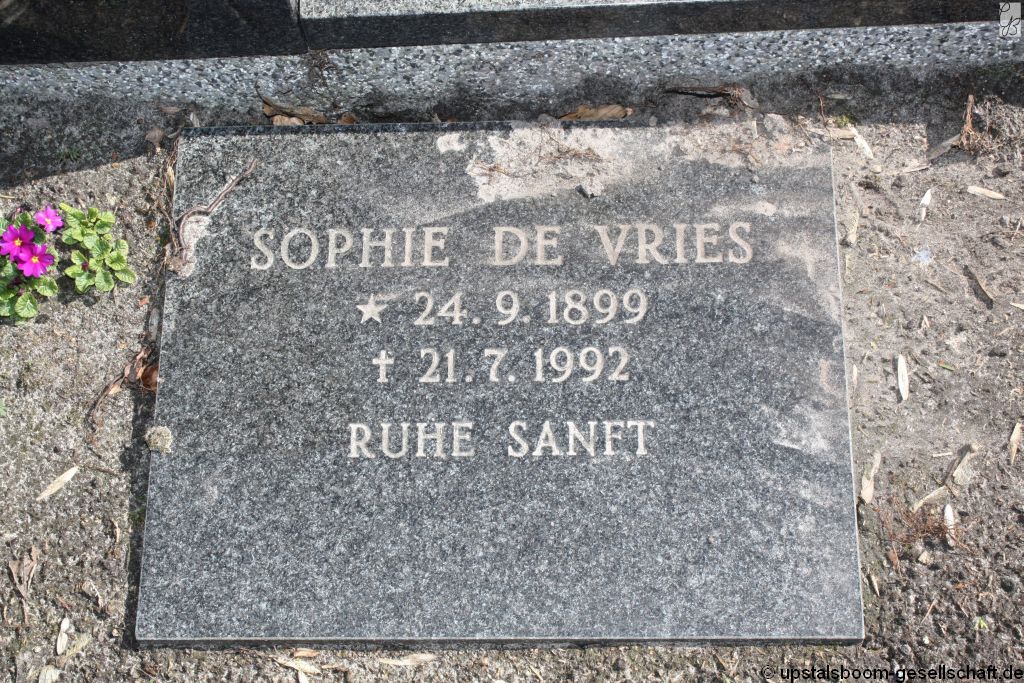 SOPHIE DE VRIES
★ 24.9.1899
✝ 21.7.1992
RUHE SANFT
© upstalsboom-gesellschaft.de